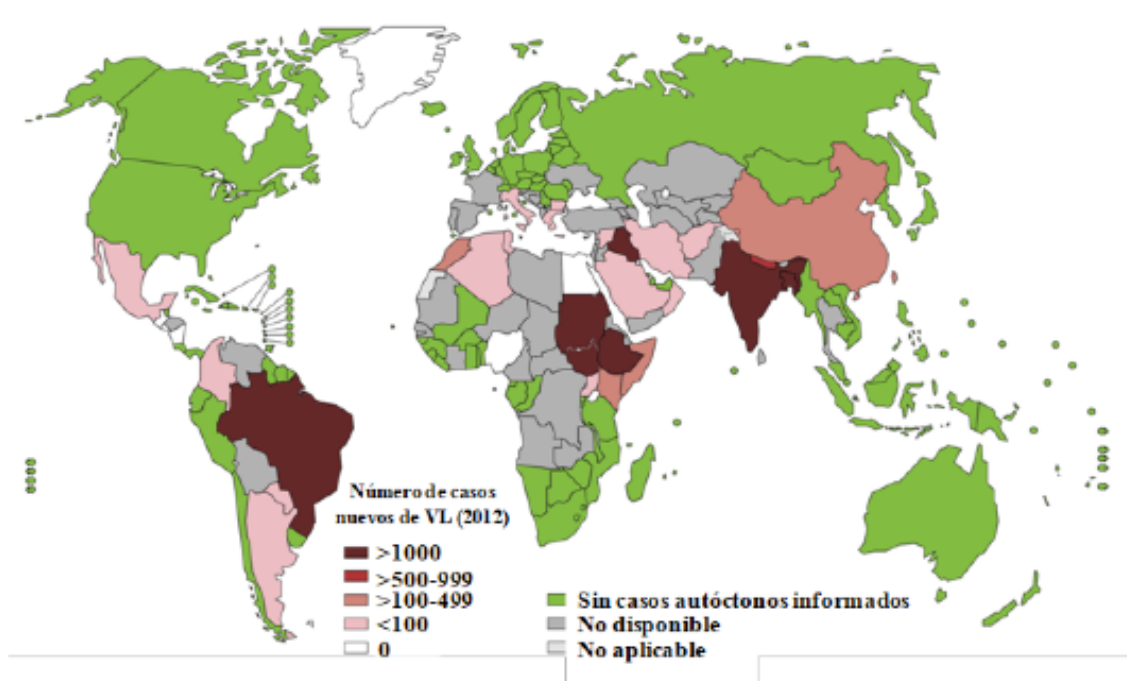 Número de casos
nuevos de VL (2012)
>1000
>500-999
>100-499
<100
0
Sin casos autóctonos informados
No disponible
No aplicable